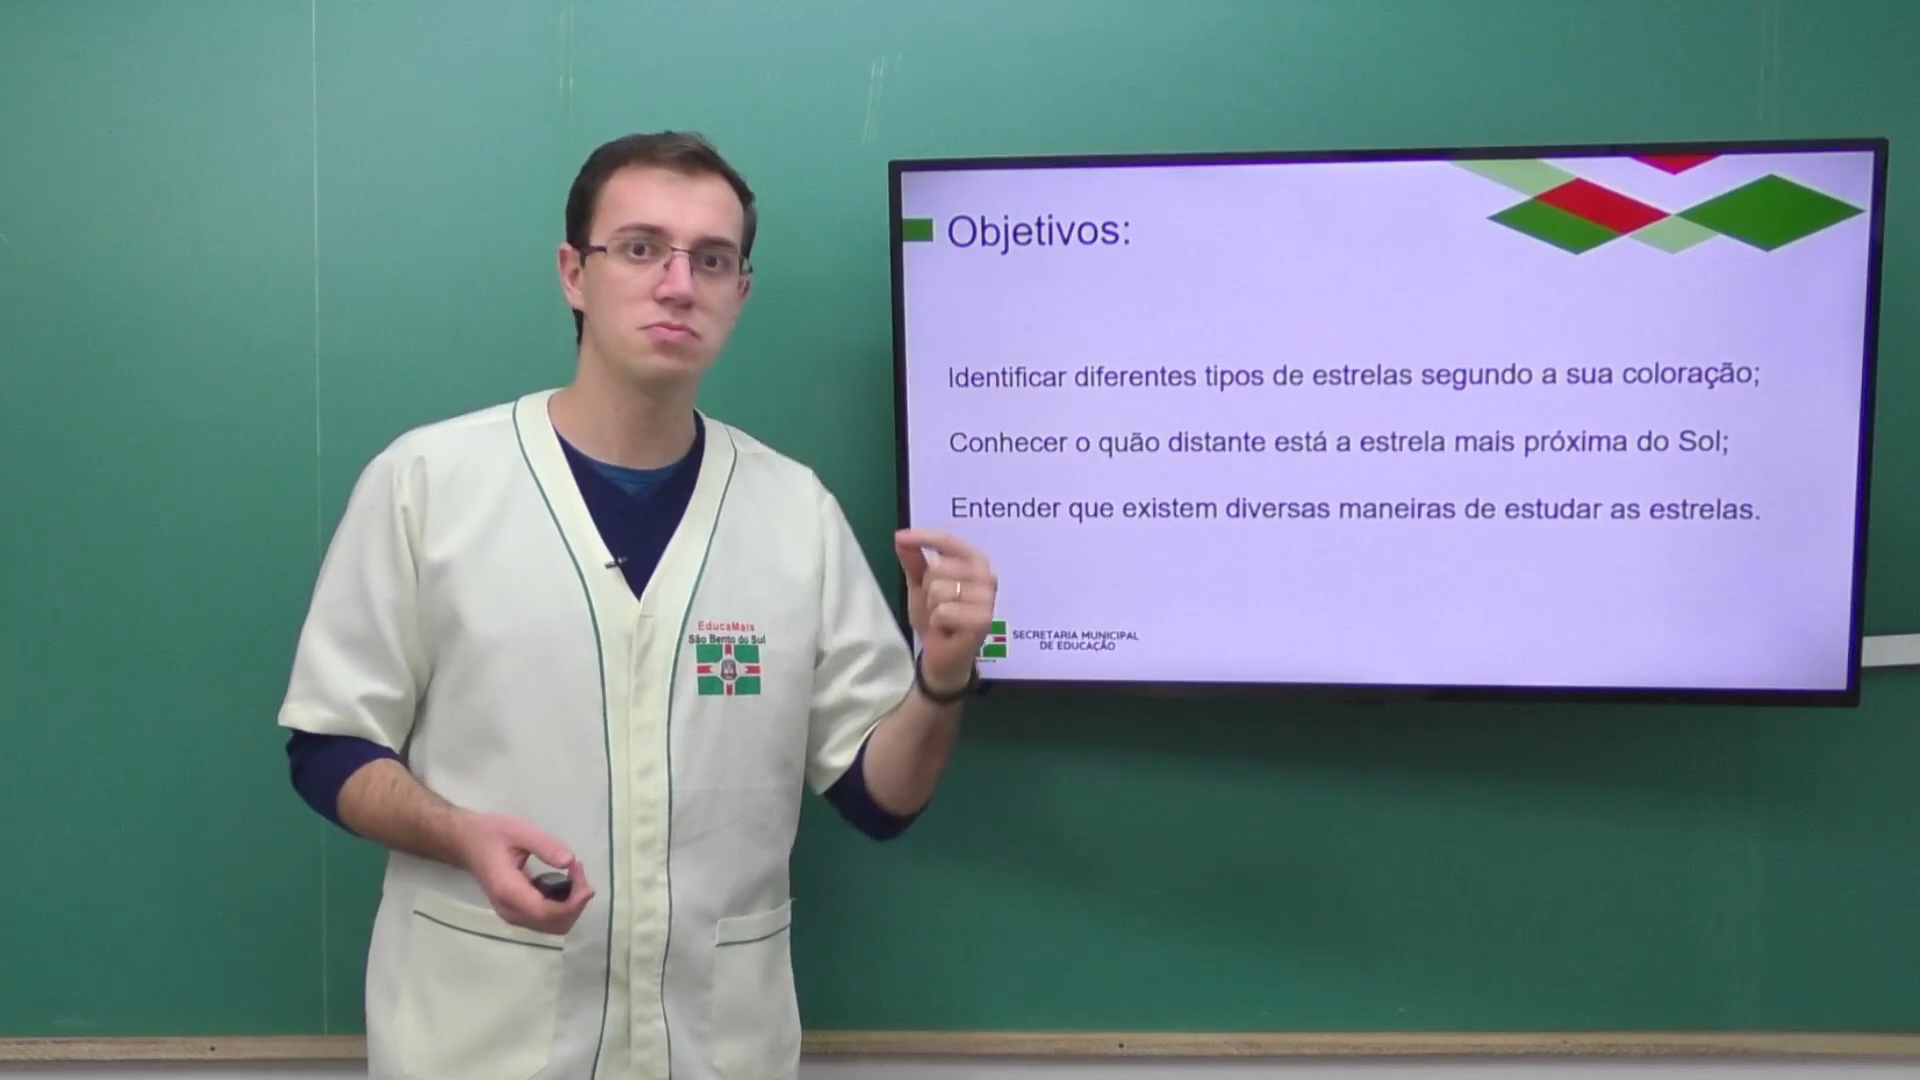 Objetivos:
Identificar diferentes tipos de estrelas segundo a sua coloração;
Conhecer o quão distante está a estrela mais próxima do Sol;
Entender que existem diversas maneiras de estudar as estrelas.
SECRETARIA MUNICIPAL
DE EDUCAÇÃO
EducaMais
São Bento do Sul